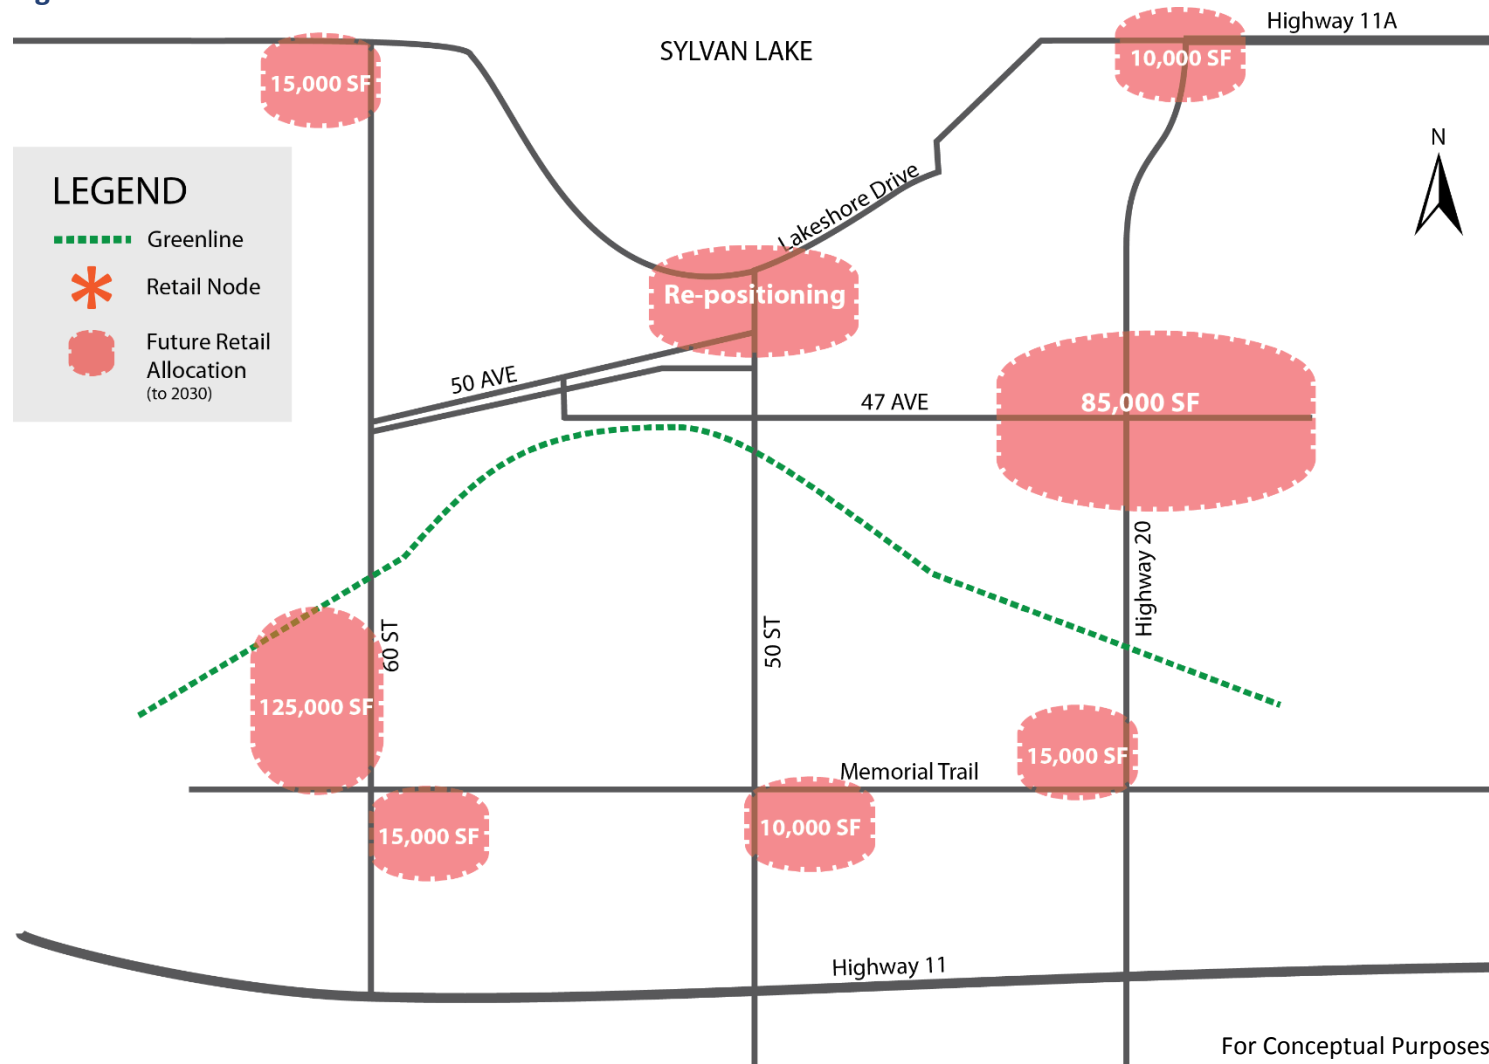 Highway 11A
SYLVAN LAKE
15,000 SF
10,000 SF
N
LEGEND
Greenline
Retail Node
Future Retail
Allocation
(to 2030)
Lakeshore Drive
Re-positioning
50 AVE
47 AVE
85,000 SF
Highway 20
60 ST
50 ST
125,000 SF
15,000 SF
Memorial Trail
15,000 SF
10,000 SF
Highway 11
For Conceptual Purposes